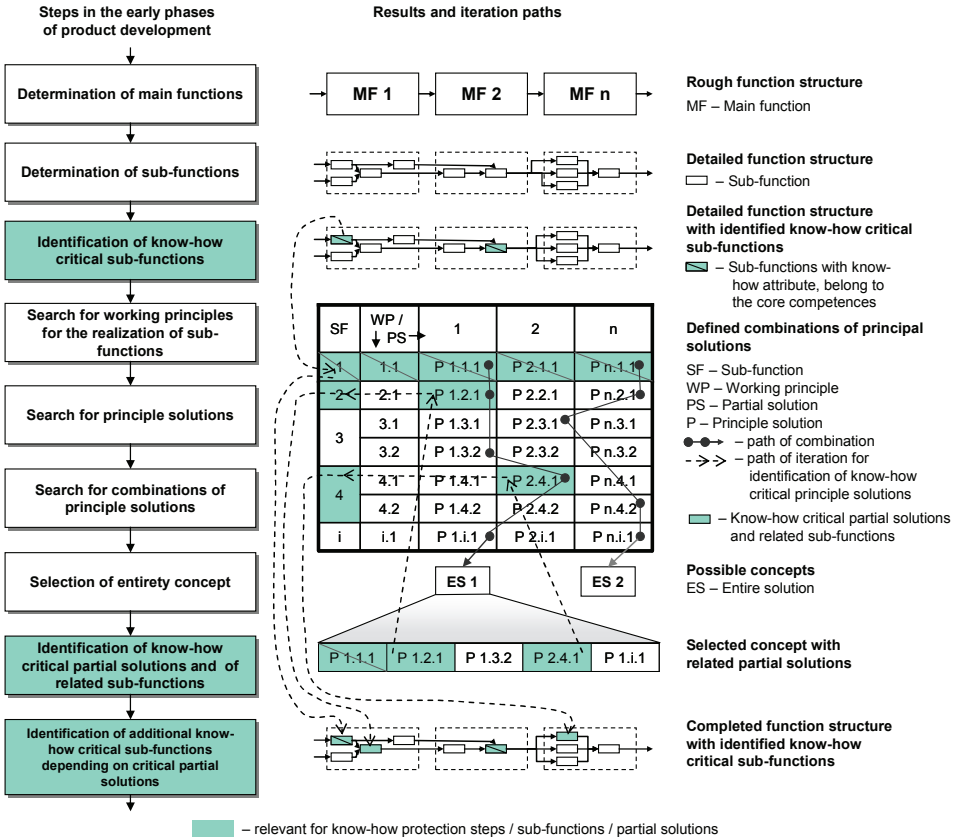 Steps in the early phases
of product development
Results and iteration paths
Determination of main functions
MF 1
MF 2
MF n
Rough function structure
MF – Main function
Determination of sub-functions
Detailed function structure
– Sub-function
Identification of know-how
critical sub-functions
Detailed function structure
with identified know-how critical
sub-functions
– Sub-functions with know-
how attribute, belong to
the core competences
Search for working principles
for the realization of sub-
functions
Search for principle solutions
Search for combinations of
principle solutions
Selection of entirety concept
Identification of know-how
critical partial solutions and of
related sub-functions
Identification of additional know-
how critical sub-functions
depending on critical partial
solutions
SF WP / PS 1 2 n
1 1.1 P 1.1.1 P 2.1.1 P n.1.1
2 2.1 P 1.2.1 P 2.2.1 P n.2.1
3 3.1 P 1.3.1 P 2.3.1 P n.3.1
3.2 P 1.3.2 P 2.3.2 P n.3.2
4 4.1 P 1.4.1 P 2.4.1 P n.4.1
4.2 P 1.4.2 P 2.4.2 P n.4.2
i i.1 P 1.i.1 P 2.i.1 P n.i.1
Defined combinations of principal
solutions
SF – Sub-function
WP – Working principle
PS – Partial solution
P – Principle solution
– path of combination
– path of iteration for
identification of know-how
critical principle solutions
– Know-how critical partial solutions
and related sub-functions
ES 1
ES 2
Possible concepts
ES – Entire solution
P 1.1.1 P 1.2.1 P 1.3.2 P 2.4.1 P 1.i.1
Selected concept with
related partial solutions
Completed function structure
with identified know-how
critical sub-functions
– relevant for know-how protection steps / sub-functions / partial solutions